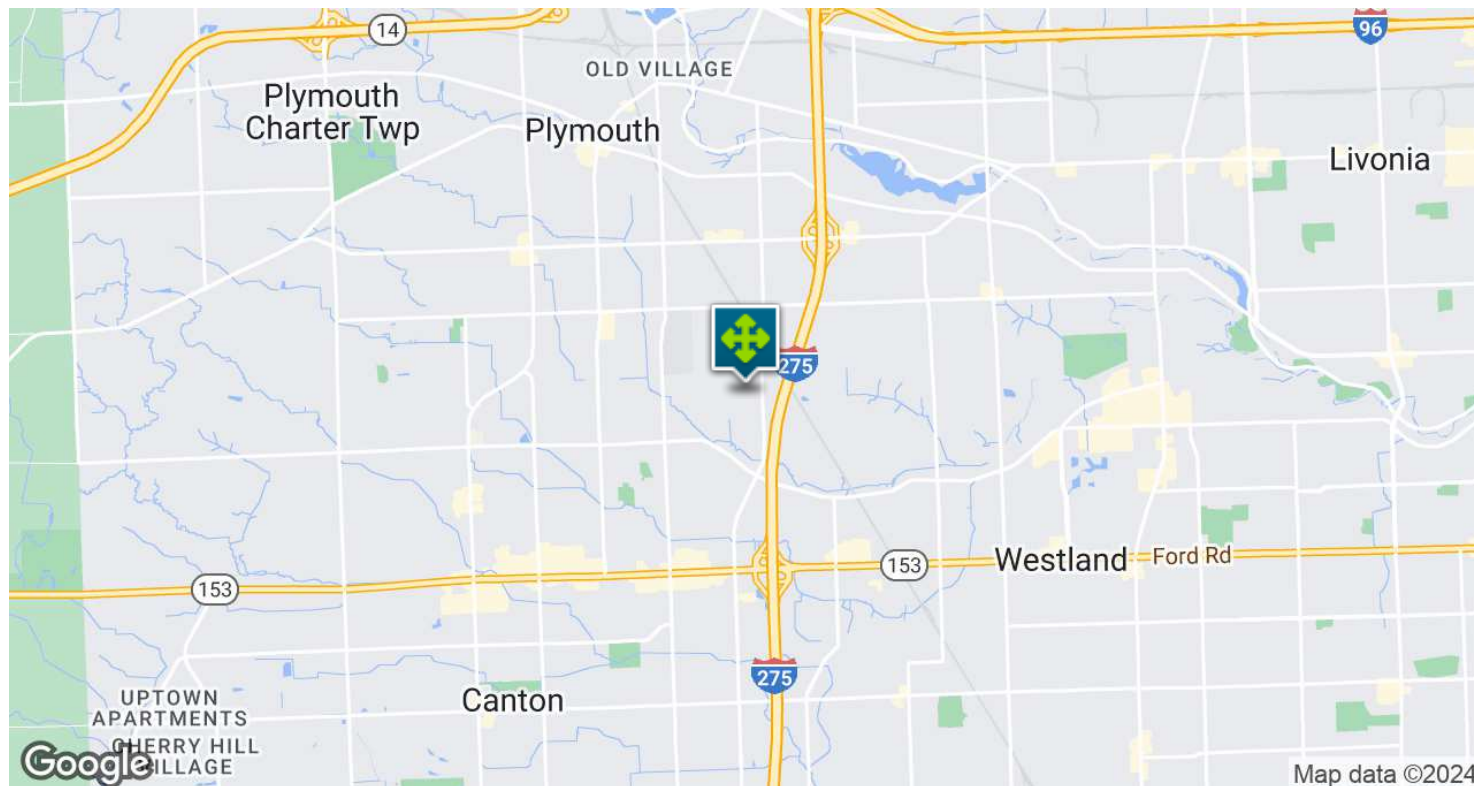 14
96
OLD VILLAGE
Plymouth
Charter Twp
Plymouth
Livonia
275
153
Westland
Ford Rd
153
275
Canton
UPTOWN
APARTMENTS
CHERRY HILL
VILLAGE
Google
Map data ©2024